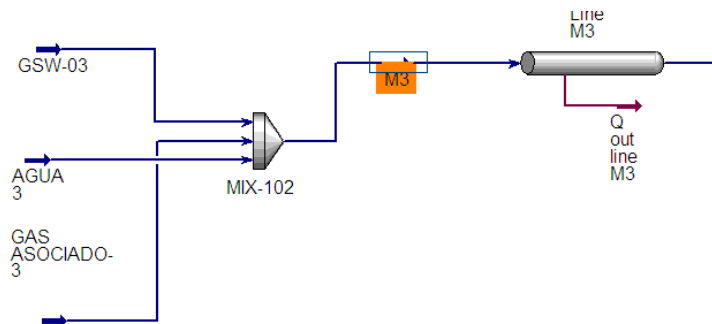 GSW-03
AGUA
3
GAS
ASOCIADO-
3
MIX-102
M3
Line
M3
Q
out
line
M3